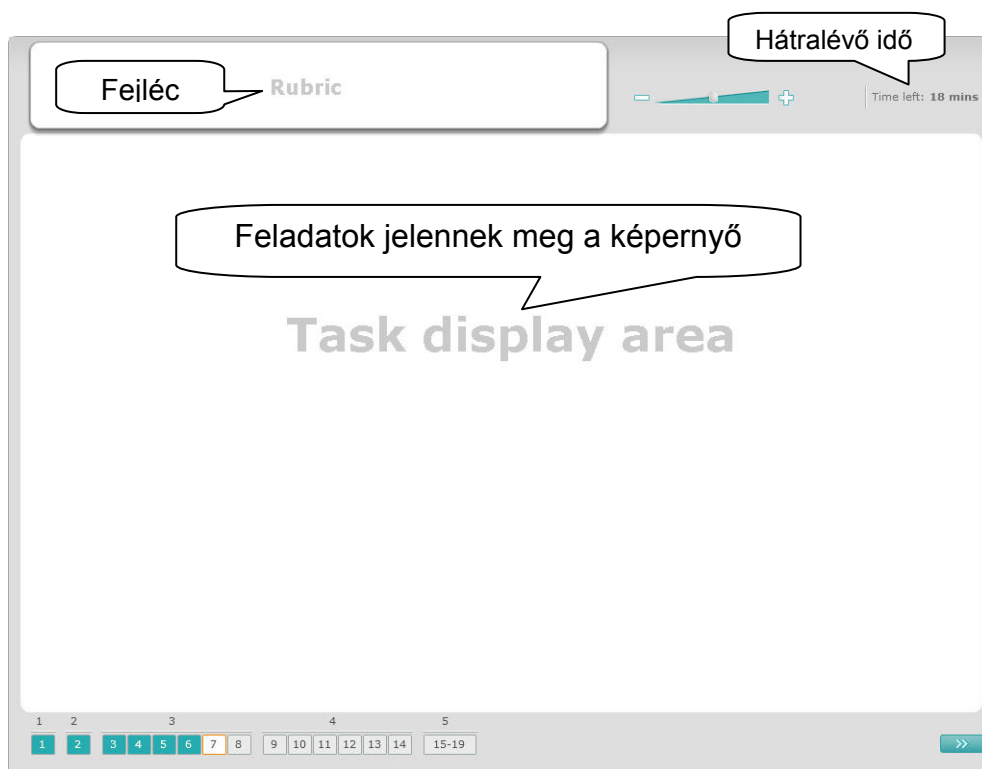 Hátralévő idő
Fejléc
Rubric
Time left: 18 mins
Feladatok jelennek meg a képernyő
Task display area
1 2 3 4 5
1 2 3 4 5 6 7 8 9 10 11 12 13 14 15-19
>>